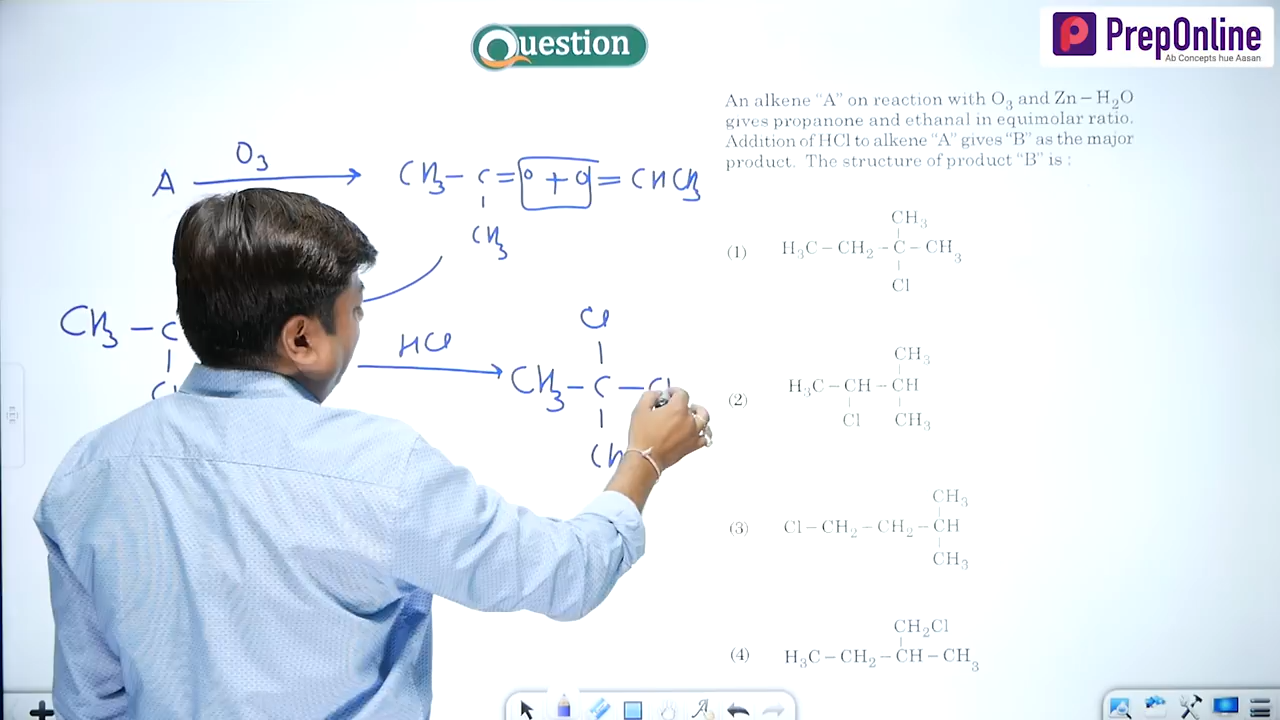 Question
PrepOnline
Ab Concepts hue Aasan
An alkene “A” on reaction with O₃ and Zn – H₂O
gives propanone and ethanal in equimolar ratio.
Addition of HCl to alkene “A” gives “B” as the major
product. The structure of product “B” is :
O₃
A → CH₃ – C = O + O = CHCH₃
CH₃
CH₃ – C
HCl
Cl
CH₃ – C –
CH₃
(1) H₃C – CH₂ – C – CH₃
Cl
CH₃
(2) H₃C – CH – CH
Cl CH₃
CH₃
(3) Cl – CH₂ – CH₂ – CH
CH₃
CH₂Cl
(4) H₃C – CH₂ – CH – CH₃